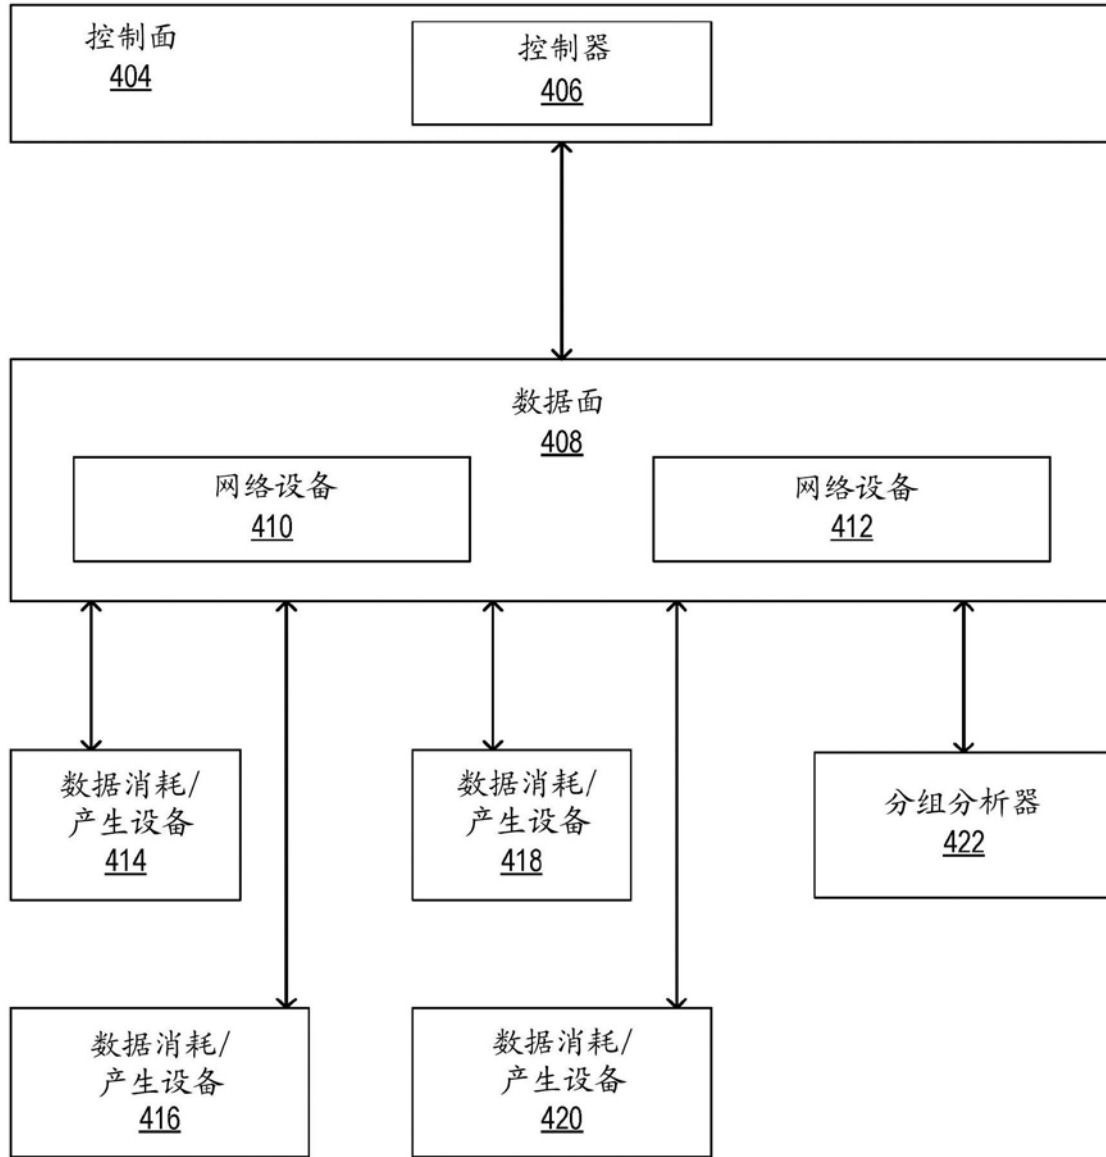 控制面
404
控制器
406
数据面
408
网络设备
410
网络设备
412
数据消耗/
产生设备
414
数据消耗/
产生设备
418
分组分析器
422
数据消耗/
产生设备
416
数据消耗/
产生设备
420